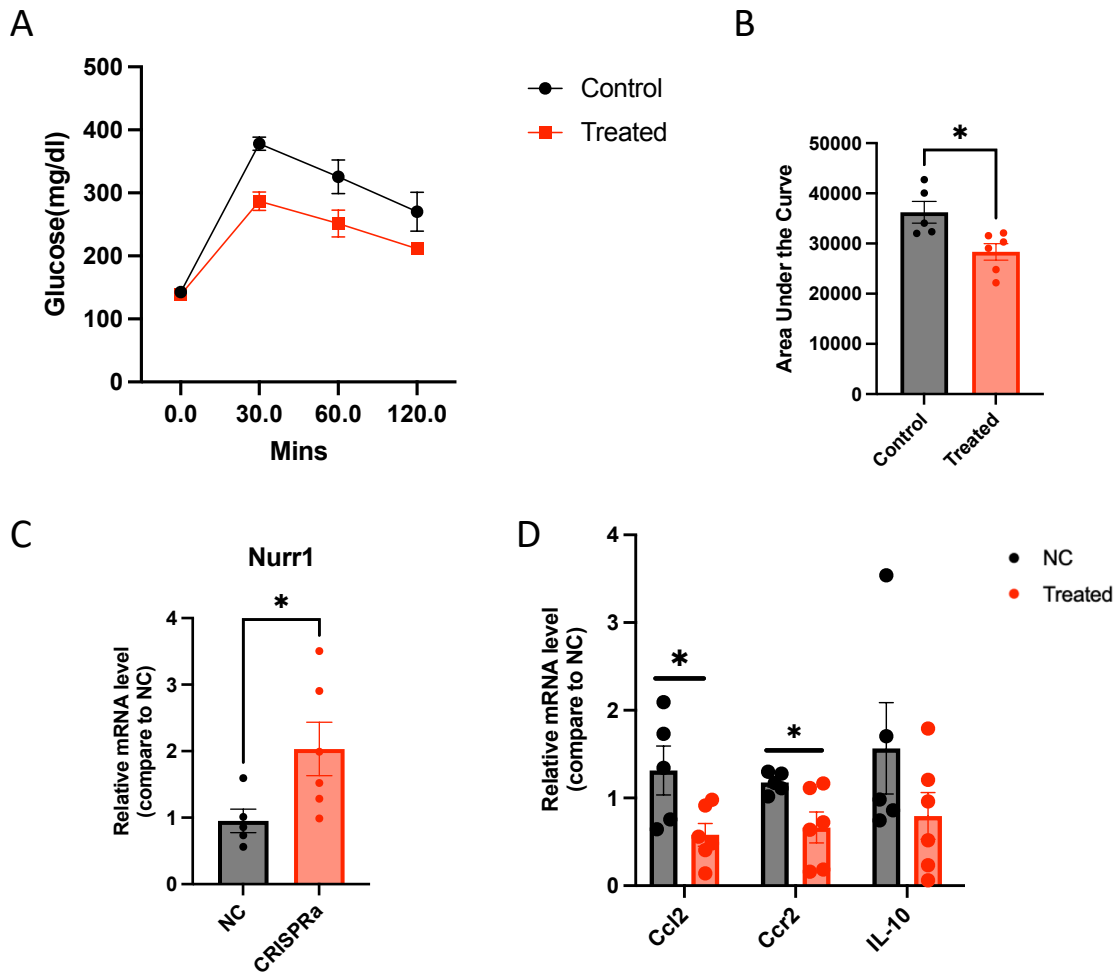 A
500
400
300
200
100
0
Glucose(mg/dl)
0.0 30.0 60.0 120.0
Mins
Control
Treated
B
50000
40000
30000
20000
10000
0
Area Under the Curve
*
Control
Treated
C
Nurr1
4
3
2
1
0
Relative mRNA level
(compare to NC)
*
NC
CRISPRa
D
4
3
2
1
0
Relative mRNA level
(compare to NC)
*
*
Ccl2
Ccr2
IL-10
NC
Treated